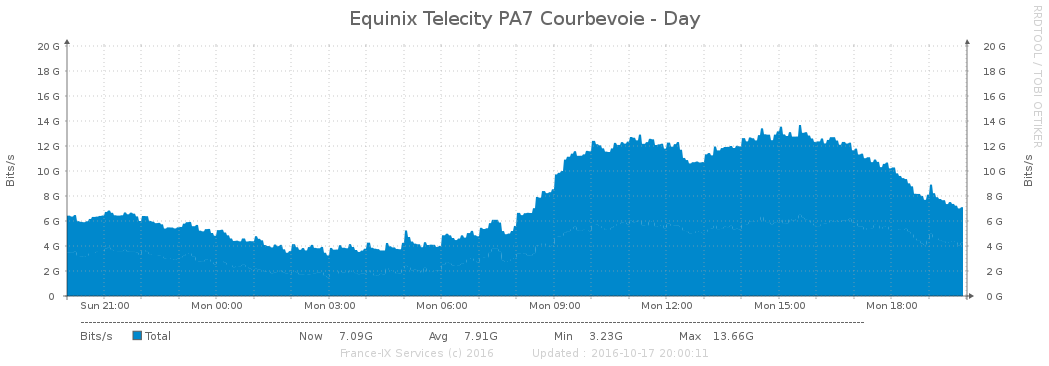 Equinix Telecity PA7 Courbevoie - Day
RRDTOOL / TOBI OETIKER
Bits/s
20 G 20 G
18 G 18 G
16 G 16 G
14 G 14 G
12 G 12 G
10 G 10 G
8 G 8 G
6 G 6 G
4 G 4 G
2 G 2 G
0 0 G
Bits/s
Sun 21:00 Mon 00:00 Mon 03:00 Mon 06:00 Mon 09:00 Mon 12:00 Mon 15:00 Mon 18:00
Bits/s Total Now 7.09G Avg 7.91G Min 3.23G Max 13.66G
France-IX Services (c) 2016 Updated : 2016-10-17 20:00:11